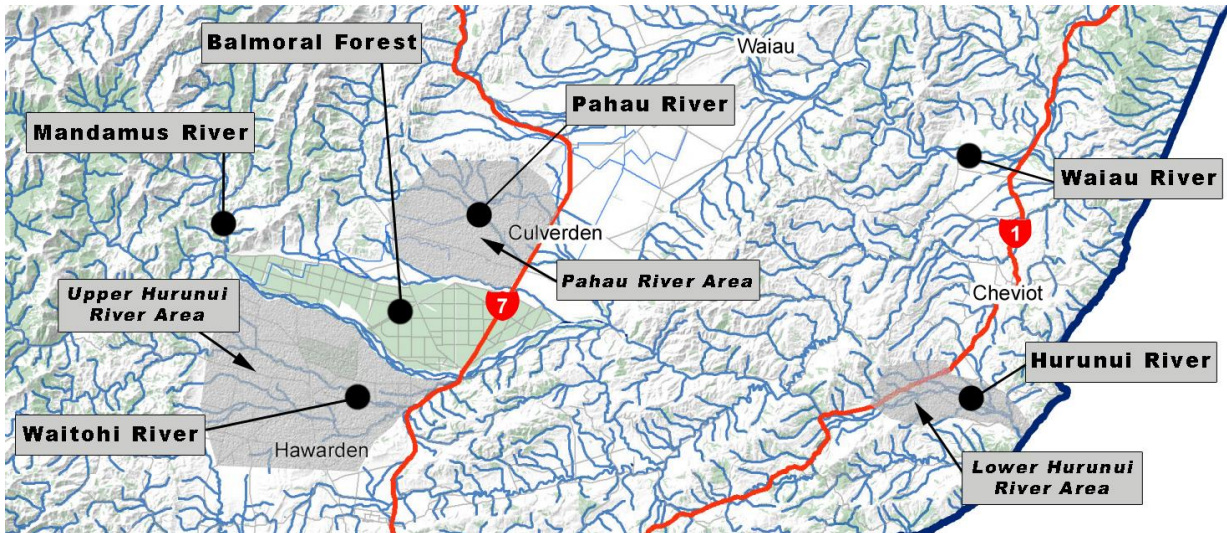 Balmoral Forest
Waiau
Pahau River
Mandamus River
Waiau River
Culverden
1
Pahau River Area
Upper Hurunui
River Area
7
Cheviot
Hurunui River
Waitohi River
Hawarden
Lower Hurunui
River Area